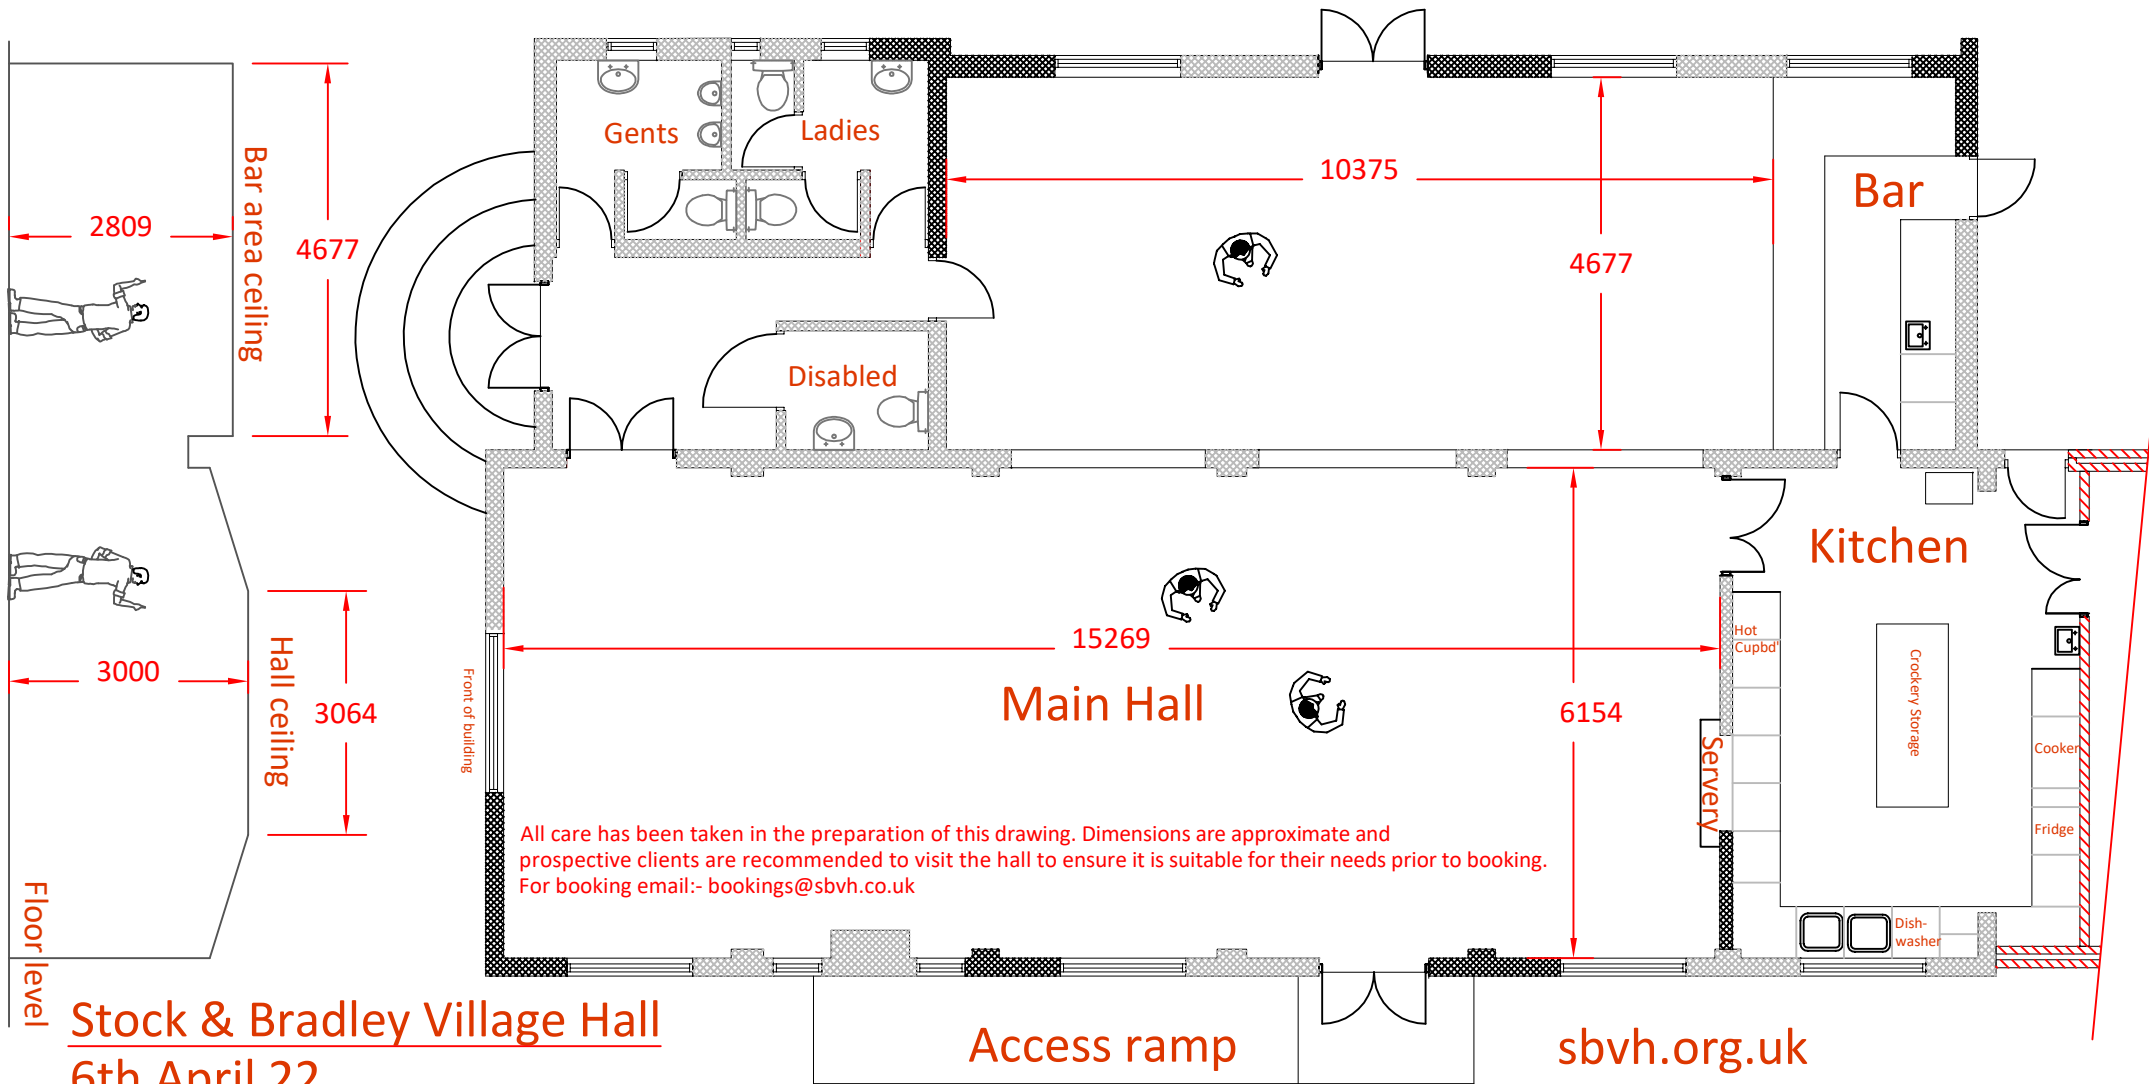 Gents
Ladies
Bar area ceiling
10375
Bar
2809
4677
4677
Disabled
Kitchen
Hot
Cupbd'
15269
Hall ceiling
3000
3064
Front of building
Main Hall
6154
Crockery Storage
Servery
Cooker
All care has been taken in the preparation of this drawing. Dimensions are approximate and
prospective clients are recommended to visit the hall to ensure it is suitable for their needs prior to booking.
For booking email:- bookings@sbvh.co.uk
Fridge
Dish-
washer
Floor level
Stock & Bradley Village Hall
6th April 22
Access ramp
sbvh.org.uk